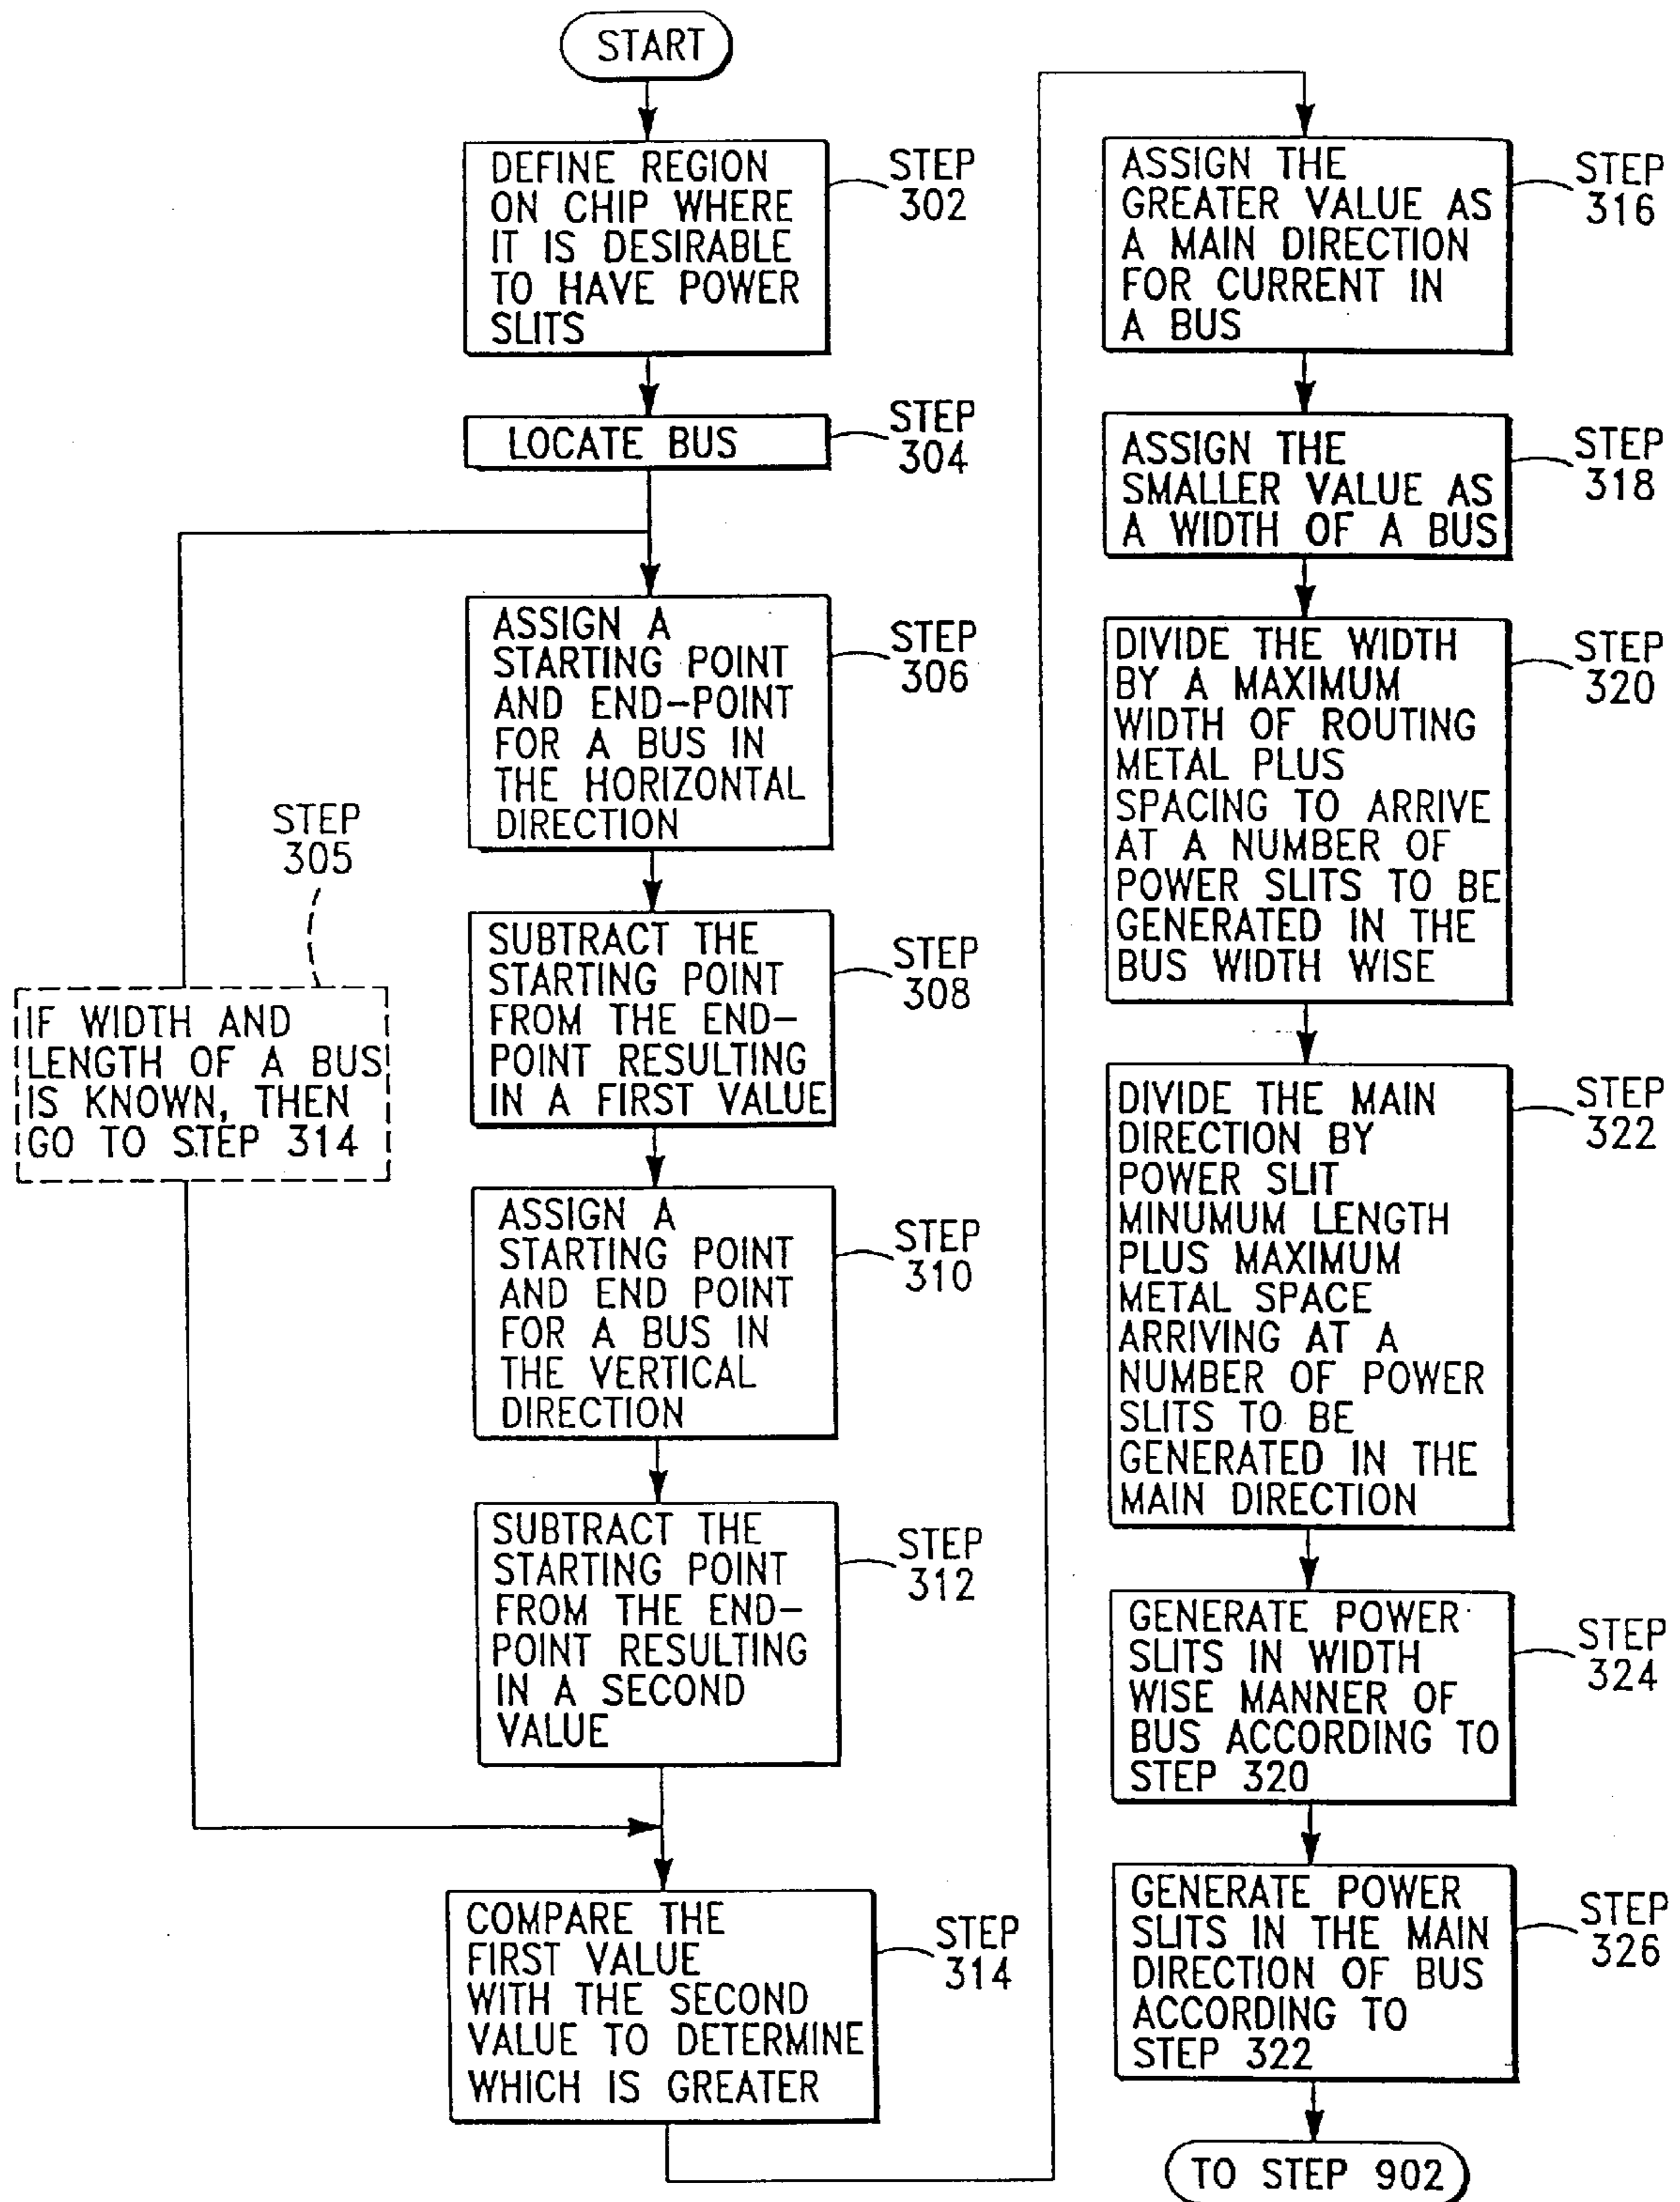 START
DEFINE REGION
ON CHIP WHERE
IT IS DESIRABLE
TO HAVE POWER
SLITS
STEP
302
LOCATE BUS
STEP
304
STEP
305
IF WIDTH AND
LENGTH OF A BUS
IS KNOWN, THEN
GO TO STEP 314
ASSIGN A
STARTING POINT
AND END-POINT
FOR A BUS IN
THE HORIZONTAL
DIRECTION
STEP
306
SUBTRACT THE
STARTING POINT
FROM THE END-
POINT RESULTING
IN A FIRST VALUE
STEP
308
ASSIGN A
STARTING POINT
AND END POINT
FOR A BUS IN
THE VERTICAL
DIRECTION
STEP
310
SUBTRACT THE
STARTING POINT
FROM THE END-
POINT RESULTING
IN A SECOND
VALUE
STEP
312
COMPARE THE
FIRST VALUE
WITH THE SECOND
VALUE TO DETERMINE
WHICH IS GREATER
STEP
314
ASSIGN THE
GREATER VALUE AS
A MAIN DIRECTION
FOR CURRENT IN
A BUS
STEP
316
ASSIGN THE
SMALLER VALUE AS
A WIDTH OF A BUS
STEP
318
DIVIDE THE WIDTH
BY A MAXIMUM
WIDTH OF ROUTING
METAL PLUS
SPACING TO ARRIVE
AT A NUMBER OF
POWER SLITS TO BE
GENERATED IN THE
BUS WIDTH WISE
STEP
320
DIVIDE THE MAIN
DIRECTION BY
POWER SLIT
MINUMUM LENGTH
PLUS MAXIMUM
METAL SPACE
ARRIVING AT A
NUMBER OF POWER
SLITS TO BE
GENERATED IN THE
MAIN DIRECTION
STEP
322
GENERATE POWER
SLITS IN WIDTH
WISE MANNER OF
BUS ACCORDING TO
STEP 320
STEP
324
GENERATE POWER
SLITS IN THE MAIN
DIRECTION OF BUS
ACCORDING TO
STEP 322
STEP
326
TO STEP 902